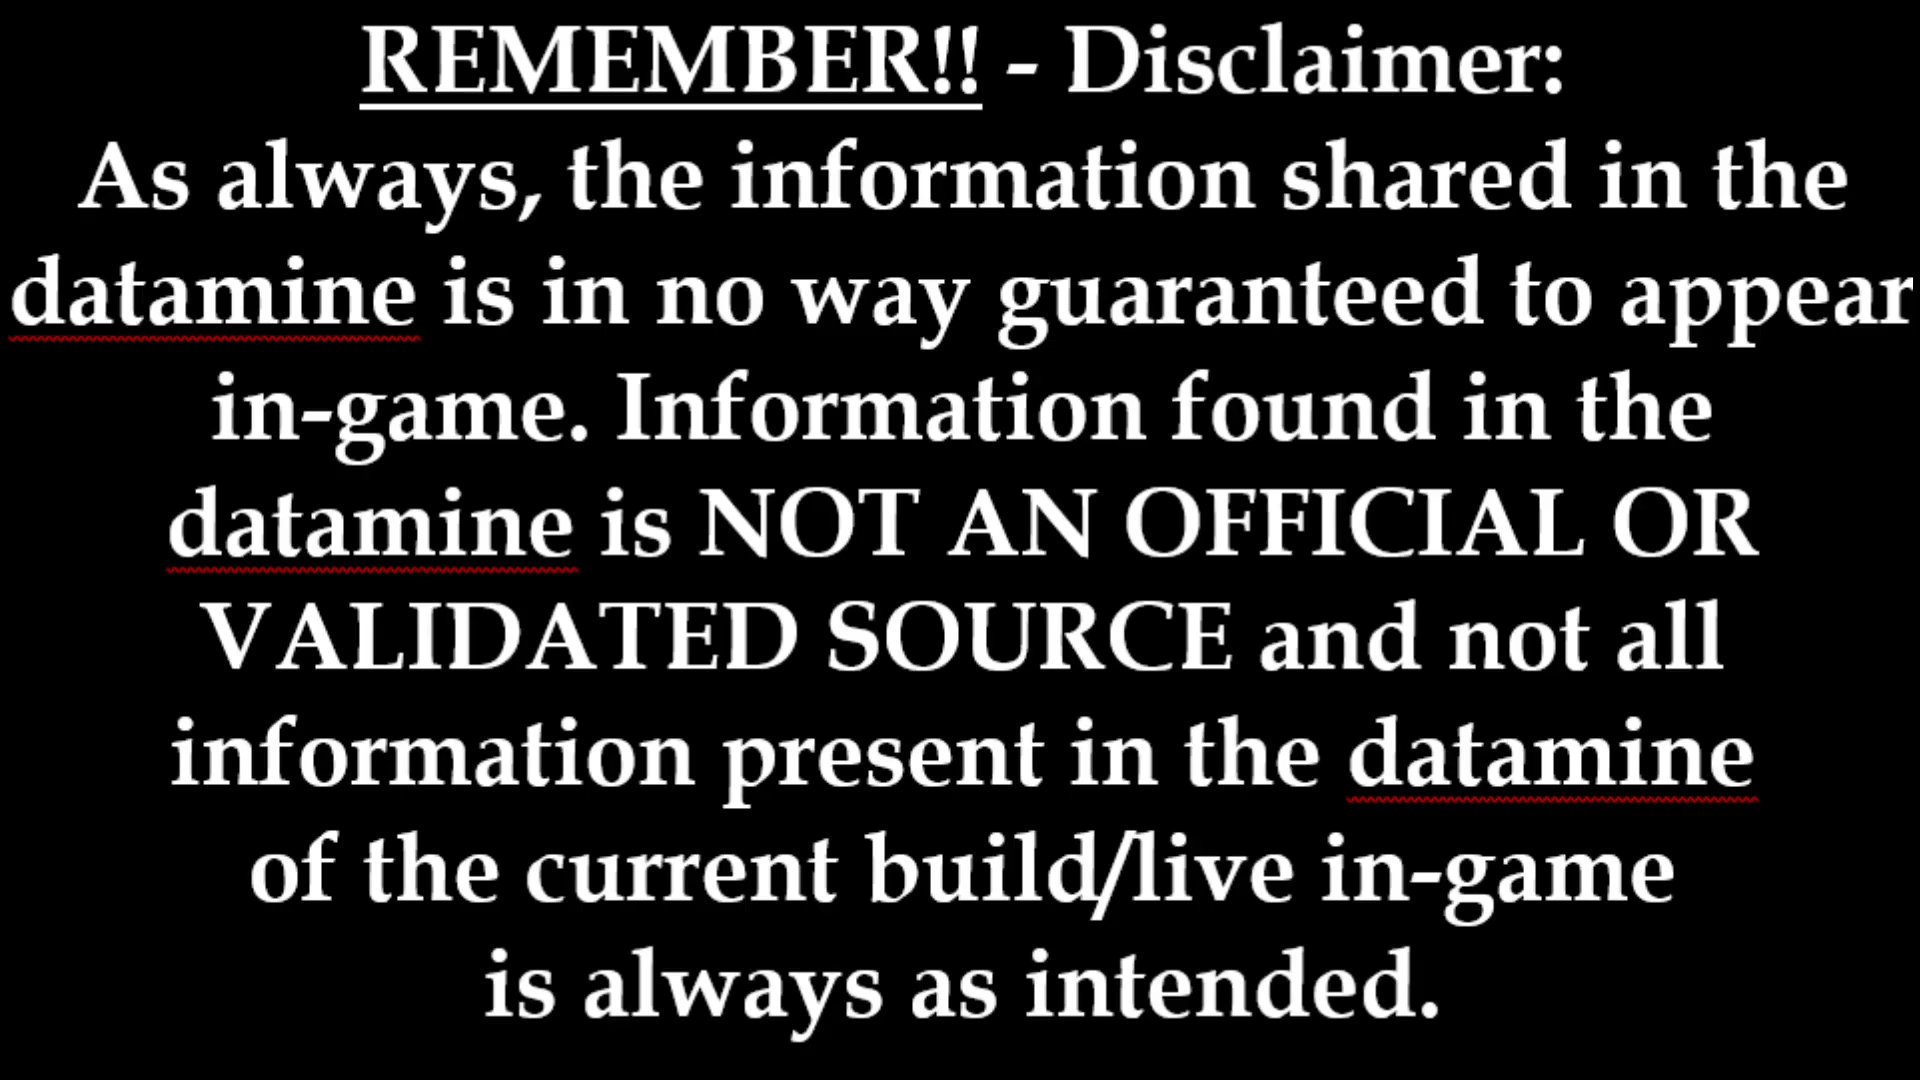 REMEMBER!! - Disclaimer:
As always, the information shared in the
datamine is in no way guaranteed to appear
in-game. Information found in the
datamine is NOT AN OFFICIAL OR
VALIDATED SOURCE and not all
information present in the datamine
of the current build/live in-game
is always as intended.